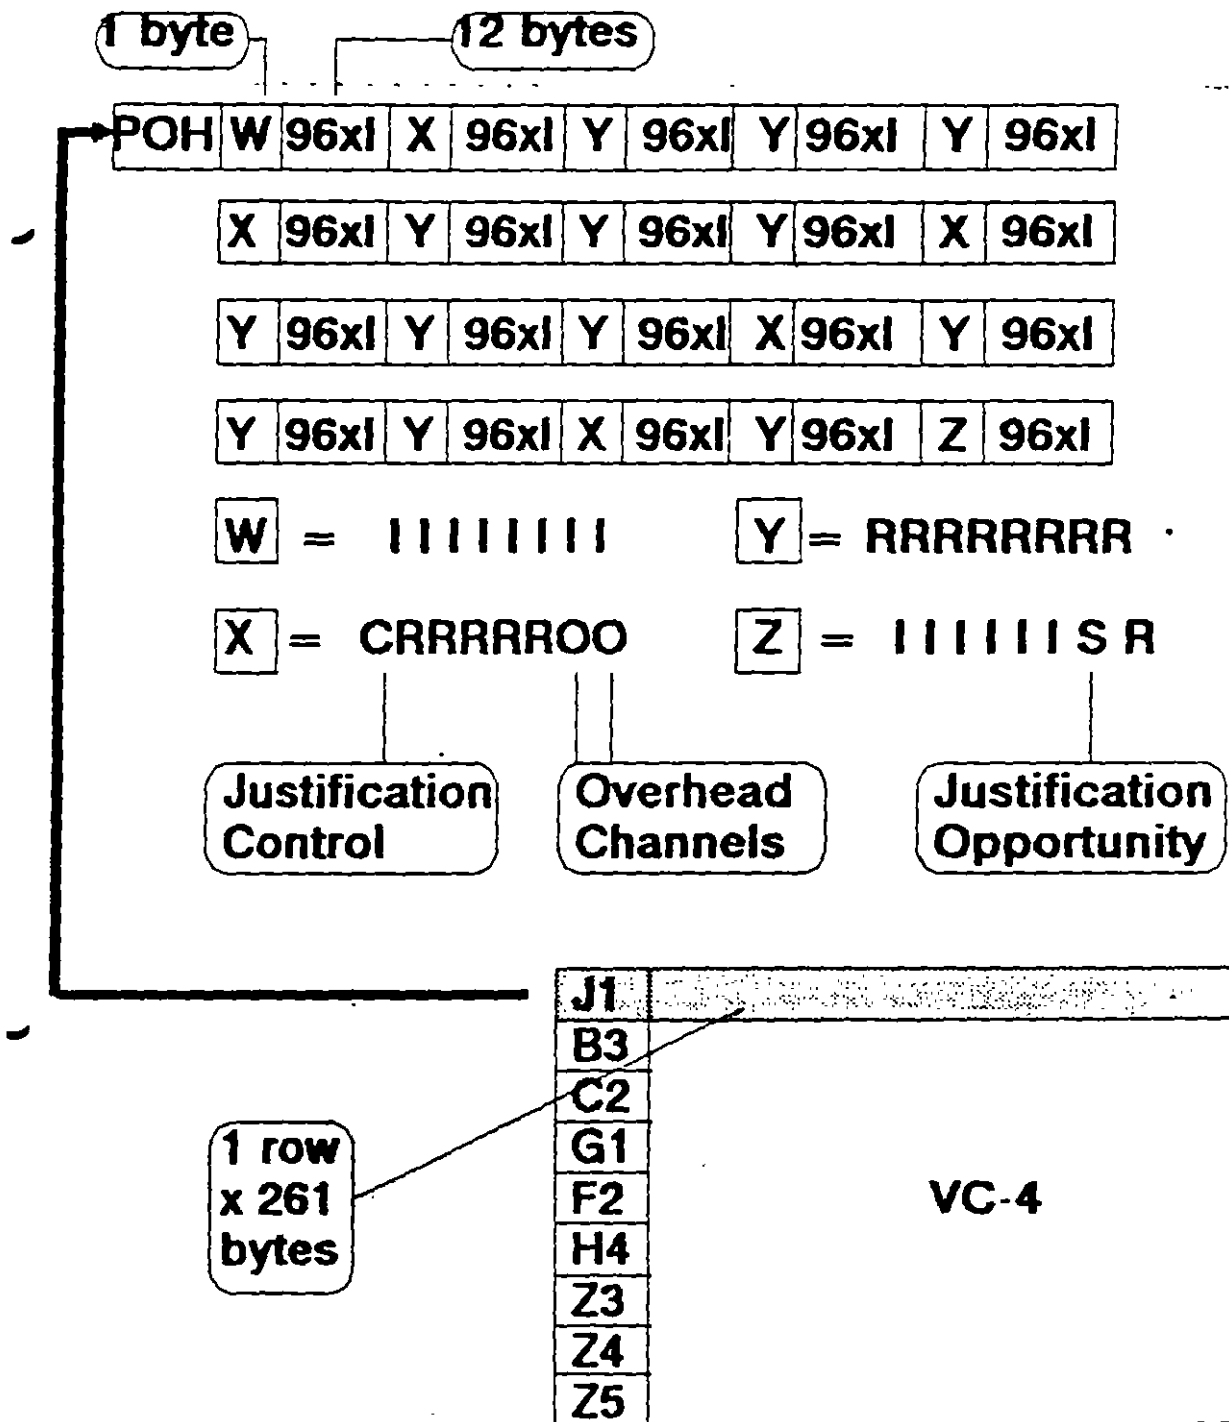 1 byte 12 bytes
POH W 96xI X 96xI Y 96xI Y 96xI Y 96xI
X 96xI Y 96xI Y 96xI Y 96xI X 96xI
Y 96xI Y 96xI Y 96xI X 96xI Y 96xI
Y 96xI Y 96xI X 96xI Y 96xI Z 96xI
W = I I I I I I I I Y = RRRRRRRR
X = CRRRRROO Z = I I I I I I S R
Justification Overhead Justification
Control Channels Opportunity
J1
B3
C2
1 row G1
x 261 F2 VC-4
bytes H4
Z3
Z4
Z5